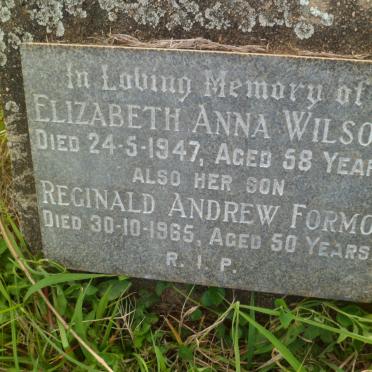 In Loving Memory of
ELIZABETH ANNA WILSO
DIED 24-5-1947, AGED 58 YEAR
ALSO HER SON
REGINALD ANDREW FORMO
DIED 30-10-1965, AGED 50 YEARS
R. I. P.